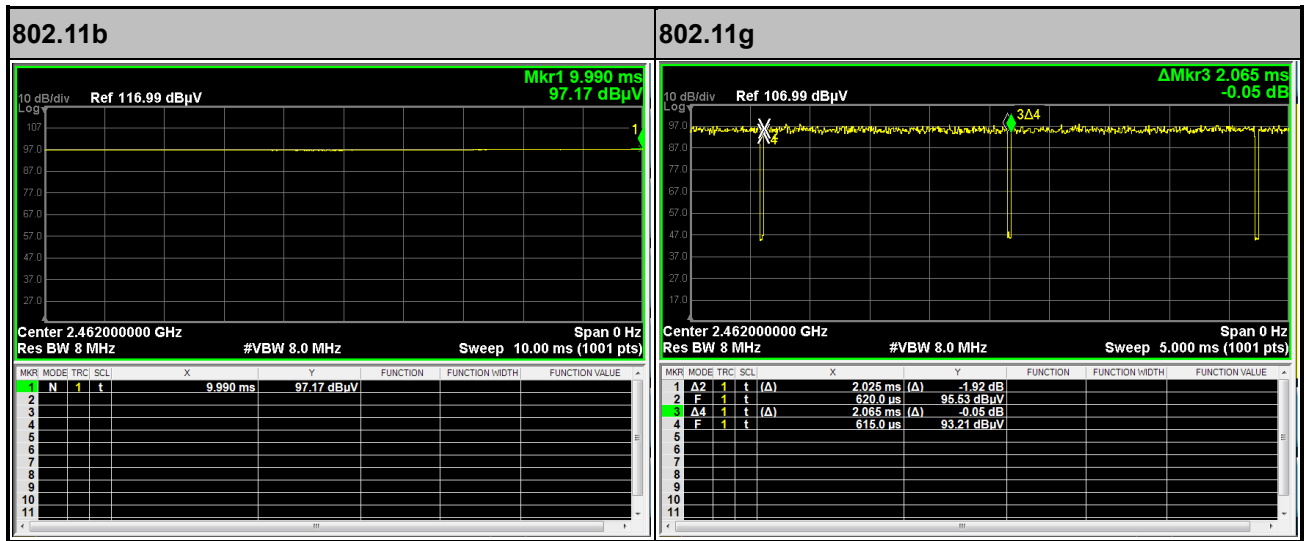 802.11b
Mkr1 9.990 ms
97.17 dBµV
10 dB/div Ref 116.99 dBµV
Log
107
97.0
87.0
77.0
67.0
57.0
47.0
37.0
27.0
1
Center 2.462000000 GHz Span 0 Hz
Res BW 8 MHz #VBW 8.0 MHz Sweep 10.00 ms (1001 pts)
MKR MODE TRC SCL X Y FUNCTION FUNCTION WIDTH FUNCTION VALUE
1 N 1 t 9.990 ms 97.17 dBµV
2
3
4
5
6
7
8
9
10
11
802.11g
ΔMkr3 2.065 ms
-0.05 dB
10 dB/div Ref 106.99 dBµV
Log
97.0
87.0
77.0
67.0
57.0
47.0
37.0
27.0
17.0
4
3Δ4
Center 2.462000000 GHz Span 0 Hz
Res BW 8 MHz #VBW 8.0 MHz Sweep 5.000 ms (1001 pts)
MKR MODE TRC SCL X Y FUNCTION FUNCTION WIDTH FUNCTION VALUE
1 Δ2 1 t (Δ) 2.025 ms (Δ) -1.92 dB
2 F 1 t 620.0 µs 95.53 dBµV
3 Δ4 1 t (Δ) 2.065 ms (Δ) -0.05 dB
4 F 1 t 615.0 µs 93.21 dBµV
5
6
7
8
9
10
11